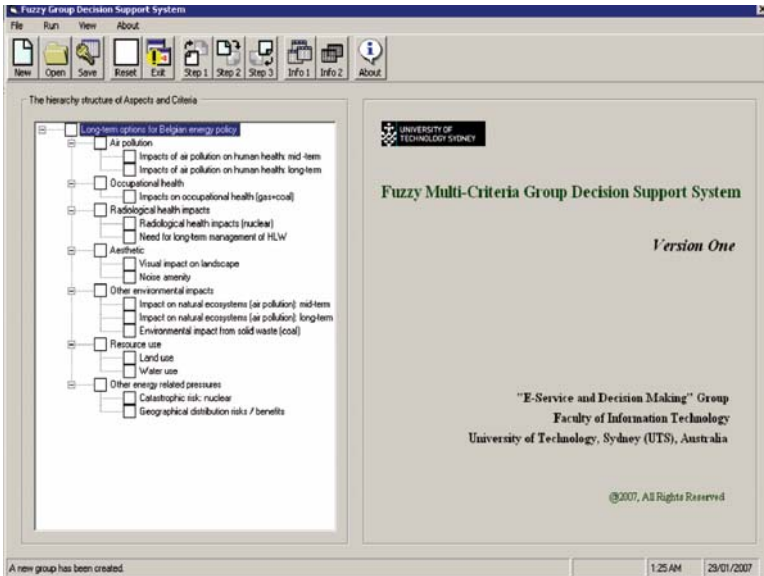 Fuzzy Group Decision Support System
File Run View About
New Open Save Reset Exit Step 1 Step 2 Step 3 Info 1 Info 2 About
The hierarchy structure of Aspects and Criteria
Long-term options for Belgian energy policy
Air pollution
Impacts of air pollution on human health: mid -term
Impacts of air pollution on human health: long-term
Occupational health
Impacts on occupational health (gas+coal)
Radiological health impacts
Radiological health impacts (nuclear)
Need for long-term management of HLW
Aesthetic
Visual impact on landscape
Noise amenity
Other environmental impacts
Impact on natural ecosystems (air pollution): mid-term
Impact on natural ecosystems (air pollution): long-term
Environmental impact from solid waste (coal)
Resource use
Land use
Water use
Other energy related pressures
Catastrophic risk: nuclear
Geographical distribution risks / benefits
UNIVERSITY OF
TECHNOLOGY SYDNEY
Fuzzy Multi-Criteria Group Decision Support System
Version One
"E-Service and Decision Making" Group
Faculty of Information Technology
University of Technology, Sydney (UTS), Australia
@2007, All Rights Reserved
A new group has been created.
1:25 AM 29/01/2007